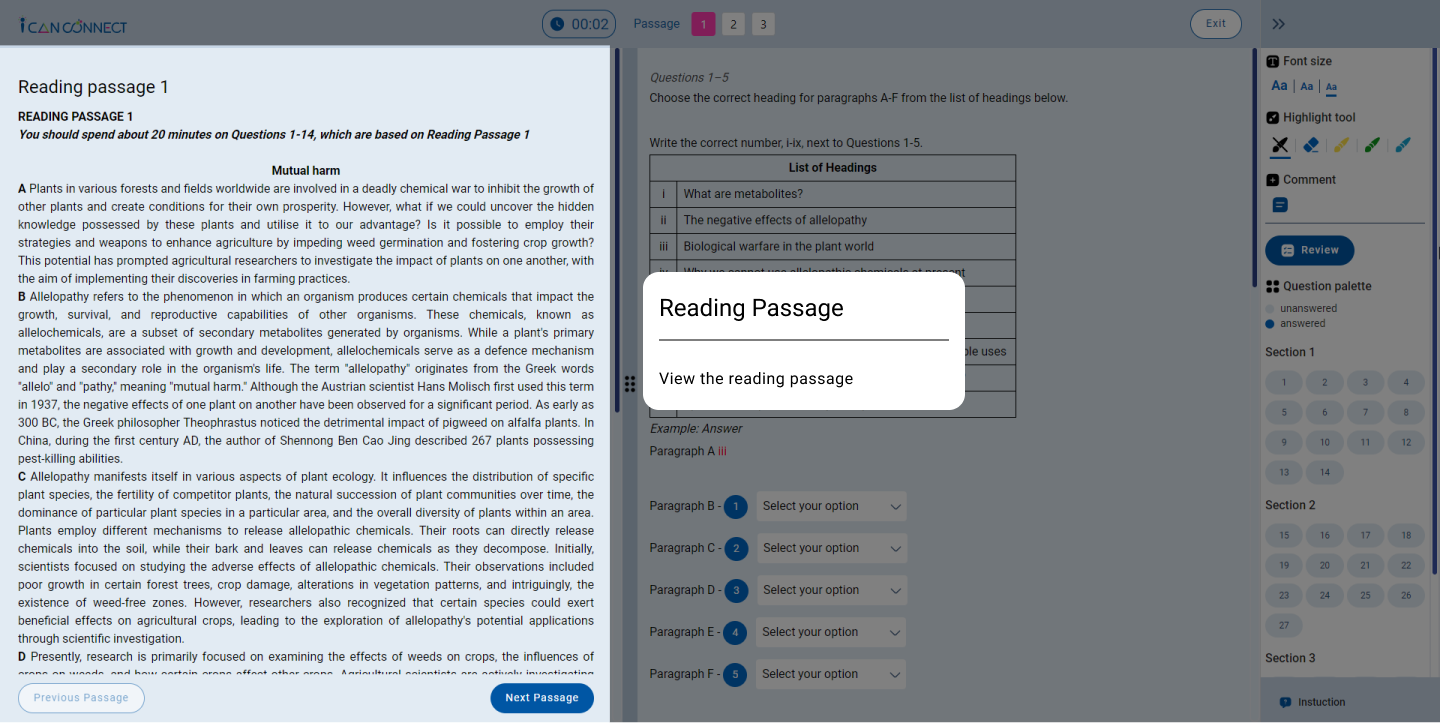 i CAN CONNECT
00:02
Passage 1 2 3
Exit
Reading passage 1
READING PASSAGE 1
You should spend about 20 minutes on Questions 1-14, which are based on Reading Passage 1
Mutual harm
A Plants in various forests and fields worldwide are involved in a deadly chemical war to inhibit the growth of
other plants and create conditions for their own prosperity. However, what if we could uncover the hidden
knowledge possessed by these plants and utilise it to our advantage? Is it possible to employ their
strategies and weapons to enhance agriculture by impeding weed germination and fostering crop growth?
This potential has prompted agricultural researchers to investigate the impact of plants on one another, with
the aim of implementing their discoveries in farming practices.
B Allelopathy refers to the phenomenon in which an organism produces certain chemicals that impact the
growth, survival, and reproductive capabilities of other organisms. These chemicals, known as
allelochemicals, are a subset of secondary metabolites generated by organisms. While a plant's primary
metabolites are associated with growth and development, allelochemicals serve as a defence mechanism
and play a secondary role in the organism's life. The term "allelopathy" originates from the Greek words
"allelo" and "pathy," meaning "mutual harm." Although the Austrian scientist Hans Molisch first used this term
in 1937, the negative effects of one plant on another have been observed for a significant period. As early as
300 BC, the Greek philosopher Theophrastus noticed the detrimental impact of pigweed on alfalfa plants. In
China, during the first century AD, the author of Shennong Ben Cao Jing described 267 plants possessing
pest-killing abilities.
C Allelopathy manifests itself in various aspects of plant ecology. It influences the distribution of specific
plant species, the fertility of competitor plants, the natural succession of plant communities over time, the
dominance of particular plant species in a particular area, and the overall diversity of plants within an area.
Plants employ different mechanisms to release allelopathic chemicals. Their roots can directly release
chemicals into the soil, while their bark and leaves can release chemicals as they decompose. Initially,
scientists focused on studying the adverse effects of allelopathic chemicals. Their observations included
poor growth in certain forest trees, crop damage, alterations in vegetation patterns, and intriguingly, the
existence of weed-free zones. However, researchers also recognized that certain species could exert
beneficial effects on agricultural crops, leading to the exploration of allelopathy's potential applications
through scientific investigation.
D Presently, research is primarily focused on examining the effects of weeds on crops, the influences of
crops on weeds, and how certain crops affect other crops. Agricultural scientists are actively investigating
Previous Passage
Next Passage
Questions 1–5
Choose the correct heading for paragraphs A-F from the list of headings below.
Write the correct number, i-ix, next to Questions 1-5.
List of Headings
i What are metabolites?
ii The negative effects of allelopathy
iii Biological warfare in the plant world
iv Why we cannot use allelopathic chemicals at present
Reading Passage
uses
View the reading passage
Example: Answer
Paragraph A iii
Paragraph B - 1 Select your option
Paragraph C - 2 Select your option
Paragraph D - 3 Select your option
Paragraph E - 4 Select your option
Paragraph F - 5 Select your option
Font size
Aa Aa Aa
Highlight tool
Comment
Review
Question palette
unanswered
answered
Section 1
1 2 3 4
5 6 7 8
9 10 11 12
13 14
Section 2
15 16 17 18
19 20 21 22
23 24 25 26
27
Section 3
Instuction